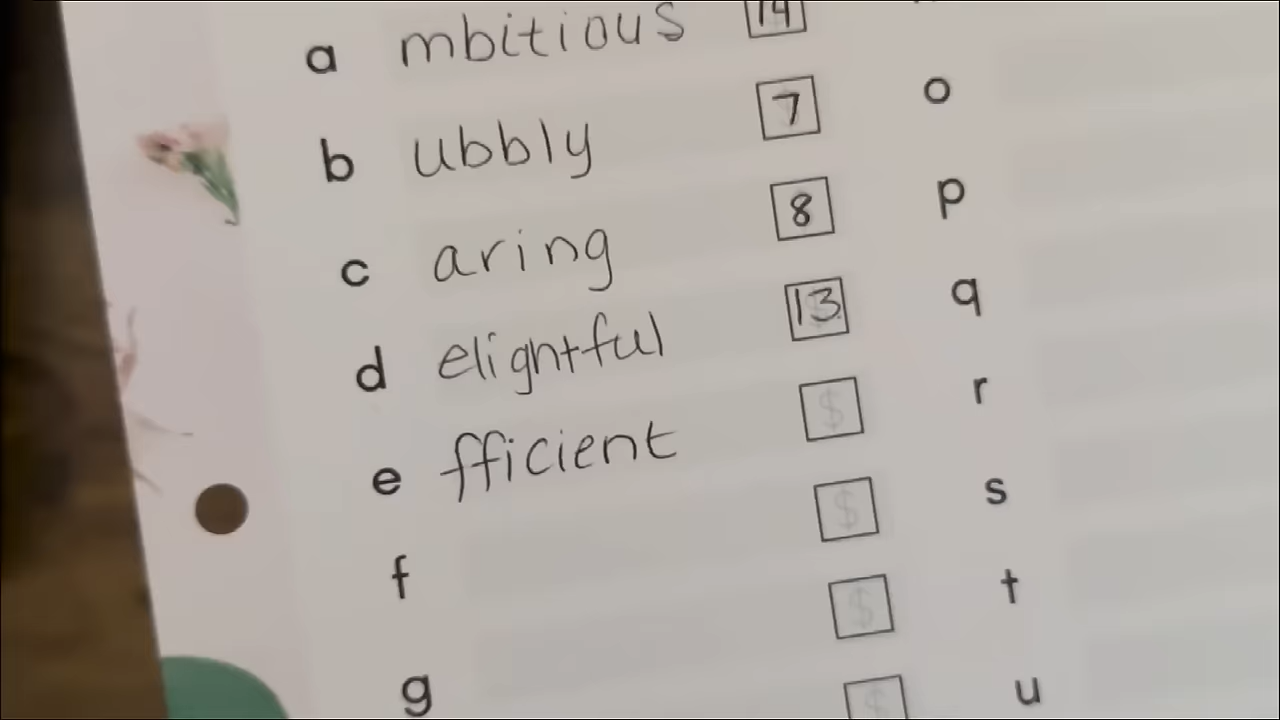 a mbitious 14
b ubbly 7
c aring 8
d elightful 13
e fficient $
f $
g $
$
o
p
q
r
s
t
u